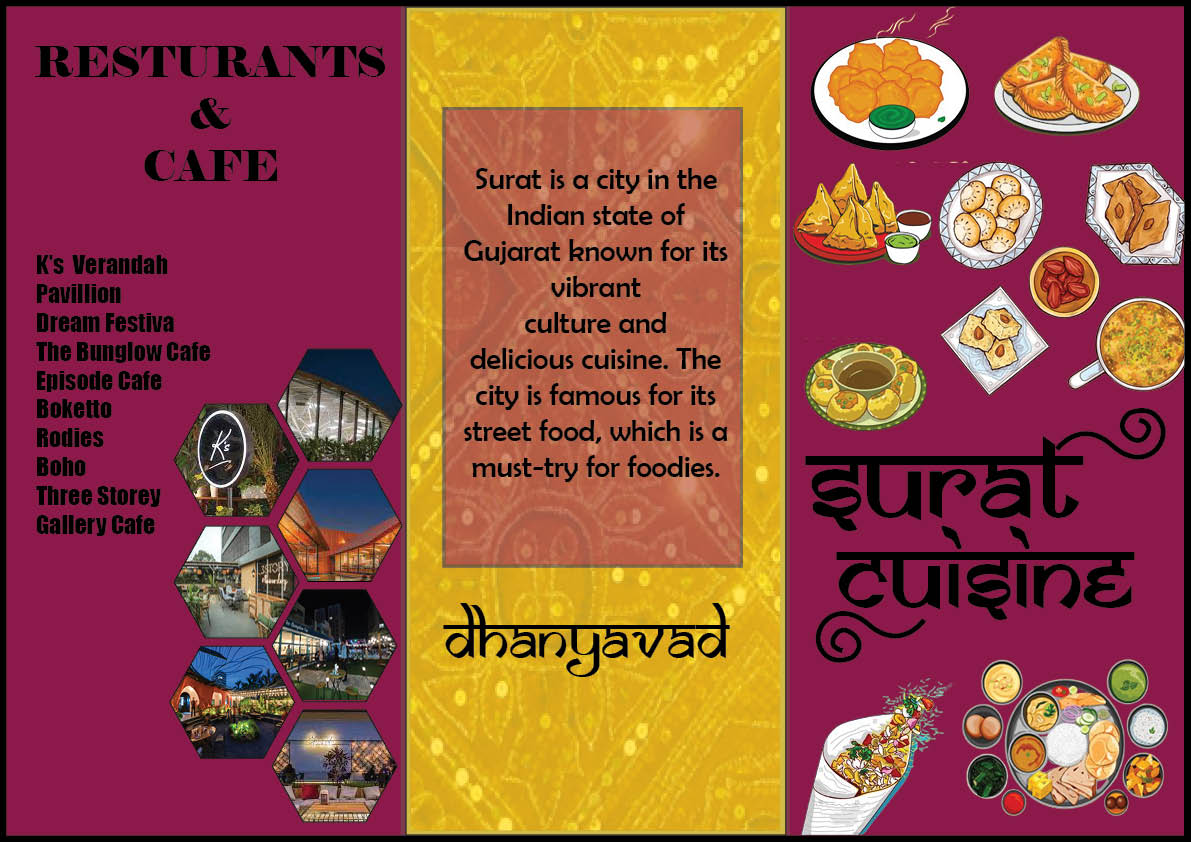 RESTURANTS
&
CAFE
K's Verandah
Pavillion
Dream Festiva
The Bunglow Cafe
Episode Cafe
Boketto
Rodies
Boho
Three Storey
Gallery Cafe
K's
3STORY
Surat is a city in the
Indian state of
Gujarat known for its
vibrant
culture and
delicious cuisine. The
city is famous for its
street food, which is a
must-try for foodies.
dhanyavad
surat
cuisine